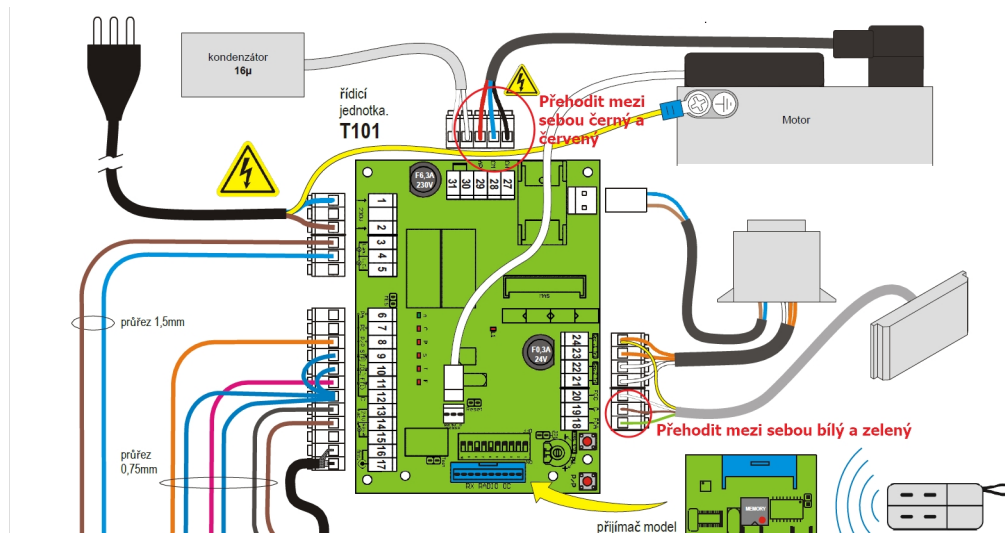 kondenzátor
16µ
řídicí
jednotka.
T101
Přehodit mezi
sebou černý a
červený
Motor
F6,3A
230V
31 30 29 28 27
1
2
3
4
5
průřez 1,5mm
6
7
8
9
10
11
12
13
14
15
16
17
F0,3A
24V
24
23
22
21
20
19
18
Přehodit mezi sebou bílý a zelený
průřez
0,75mm
RX RADIO OC
MEMORY
přijímač model